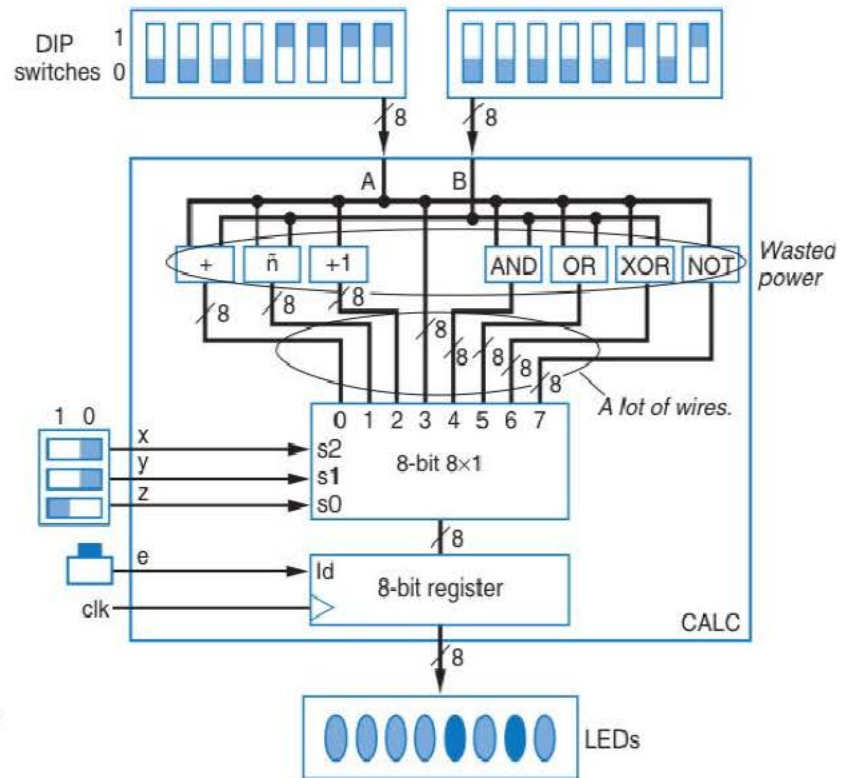 DIP 1
switches 0
8 8
A B
+ ñ +1 AND OR XOR NOT
Wasted
power
8 8 8 8 8 8 8 8
A lot of wires.
0 1 2 3 4 5 6 7
1 0
x s2
8-bit 8×1
y s1
z s0
8
e ld
8-bit register
clk
CALC
8
LEDs